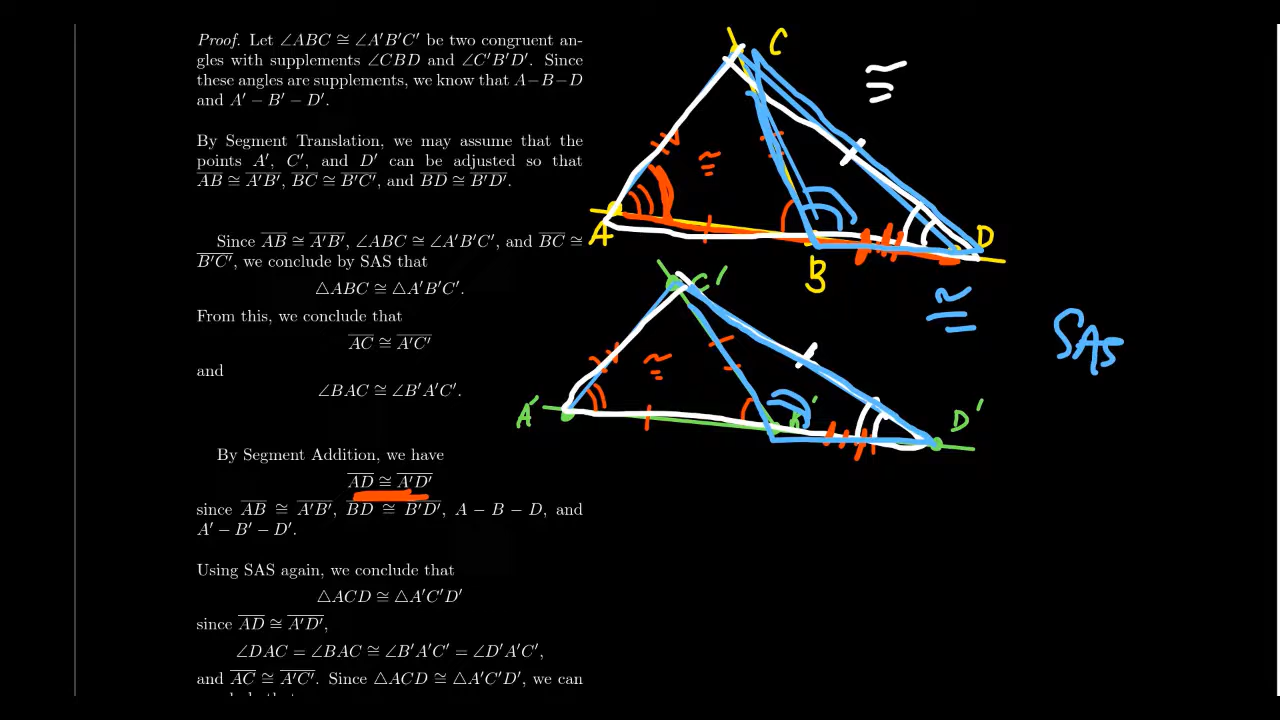 Proof. Let ∠ABC ≅ ∠A′B′C′ be two congruent an-
gles with supplements ∠CBD and ∠C′B′D′. Since
these angles are supplements, we know that A−B−D
and A′ − B′ − D′.
By Segment Translation, we may assume that the
points A′, C′, and D′ can be adjusted so that
AB ≅ A′B′, BC ≅ B′C′, and BD ≅ B′D′.
Since AB ≅ A′B′, ∠ABC ≅ ∠A′B′C′, and BC ≅
B′C′, we conclude by SAS that
△ABC ≅ △A′B′C′.
From this, we conclude that
AC ≅ A′C′
and
∠BAC ≅ ∠B′A′C′.
By Segment Addition, we have
AD ≅ A′D′
since AB ≅ A′B′, BD ≅ B′D′, A − B − D, and
A′ − B′ − D′.
Using SAS again, we conclude that
△ACD ≅ △A′C′D′
since AD ≅ A′D′,
∠DAC = ∠BAC ≅ ∠B′A′C′ = ∠D′A′C′,
and AC ≅ A′C′. Since △ACD ≅ △A′C′D′, we can
C
≅
≅
A
D
B
C′
≅
SAS
≅
A′
B′
D′